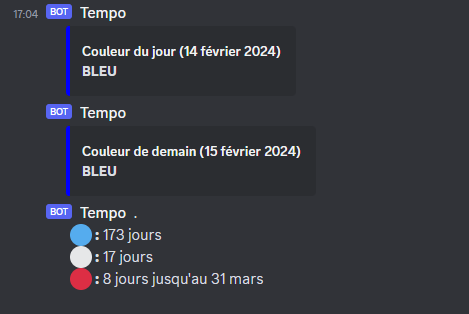 17:04 BOT Tempo
Couleur du jour (14 février 2024)
BLEU
BOT Tempo
Couleur de demain (15 février 2024)
BLEU
BOT Tempo .
: 173 jours
: 17 jours
: 8 jours jusqu'au 31 mars